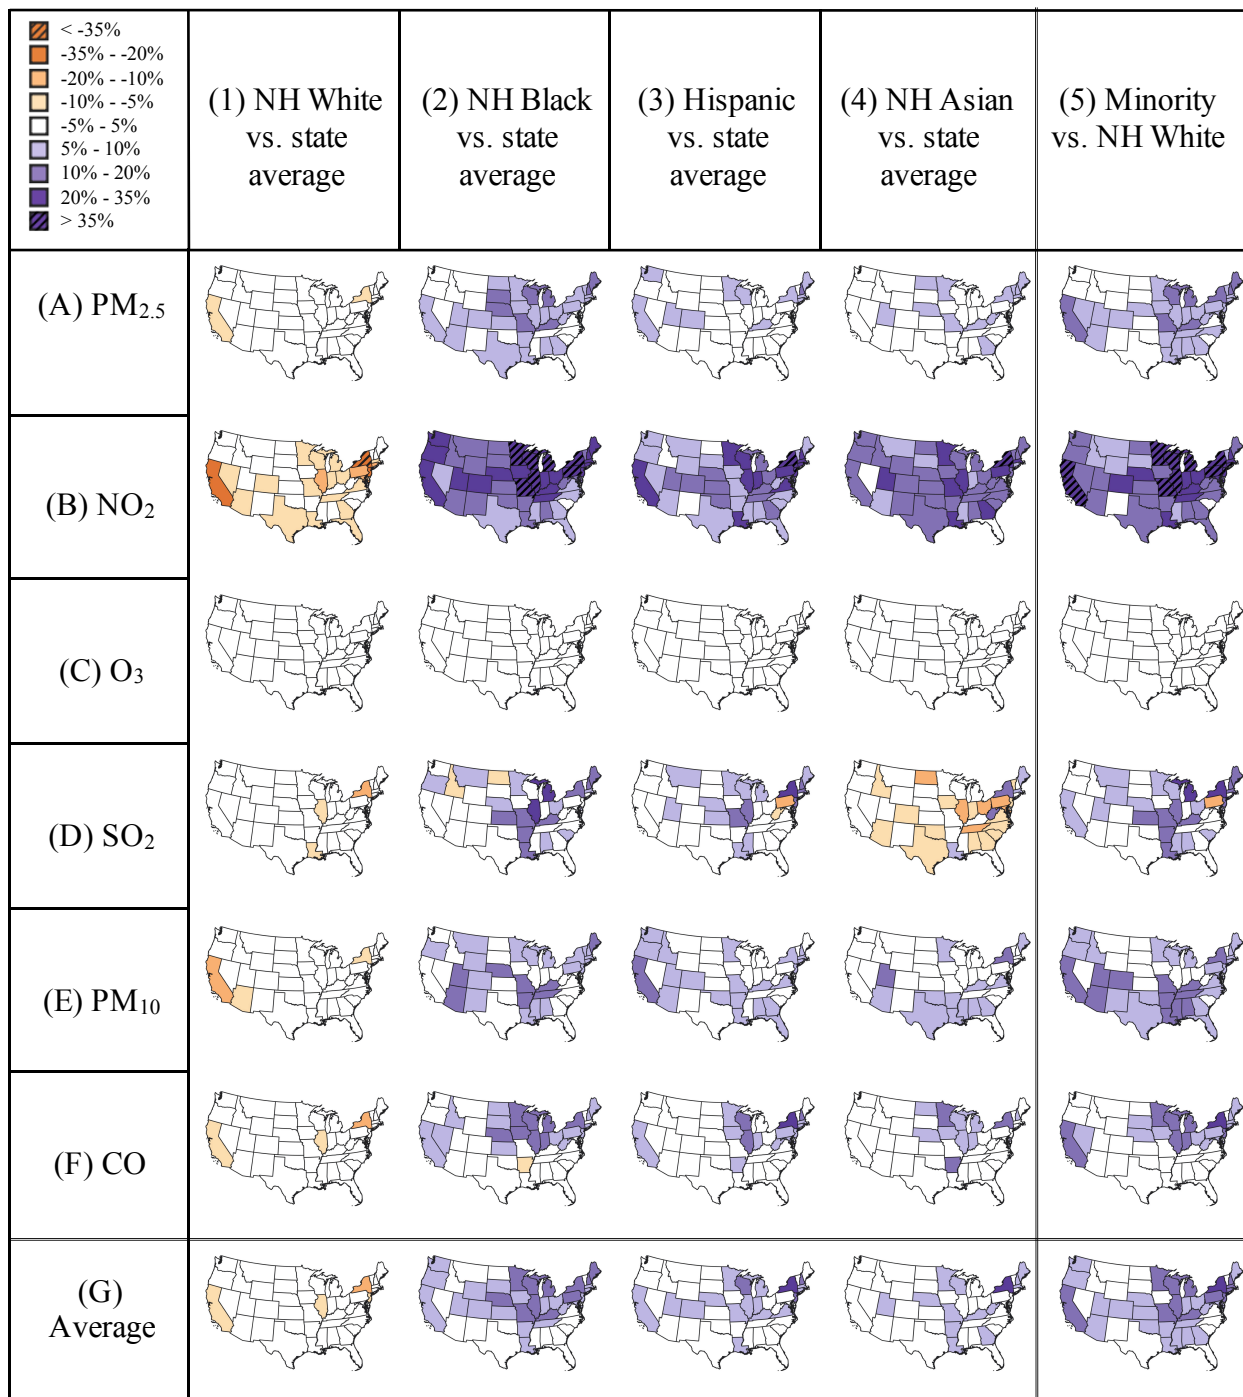 < -35%
-35% - -20%
-20% - -10%
-10% - -5%
-5% - 5%
5% - 10%
10% - 20%
20% - 35%
> 35%
(1) NH White
vs. state
average
(2) NH Black
vs. state
average
(3) Hispanic
vs. state
average
(4) NH Asian
vs. state
average
(5) Minority
vs. NH White
(A) PM2.5
(B) NO2
(C) O3
(D) SO2
(E) PM10
(F) CO
(G)
Average